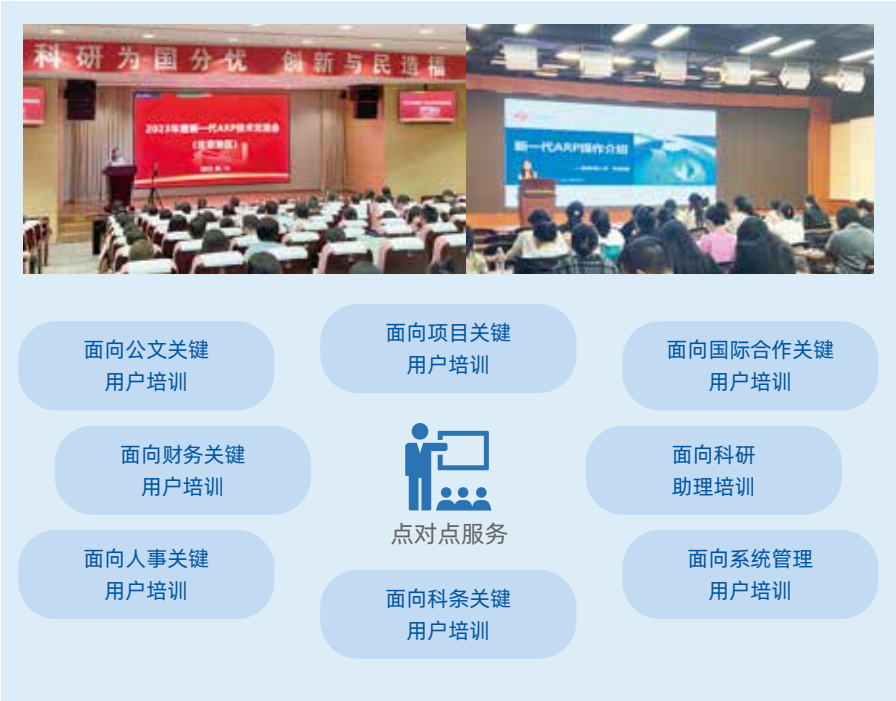 科研为国分忧 创新与民造福
2023年度新一代ARP技术交流会
(北京地区)
新一代ARP操作介绍
面向公文关键
用户培训
面向项目关键
用户培训
面向国际合作关键
用户培训
面向财务关键
用户培训
面向科研
助理培训
点对点服务
面向人事关键
用户培训
面向科条关键
用户培训
面向系统管理
用户培训